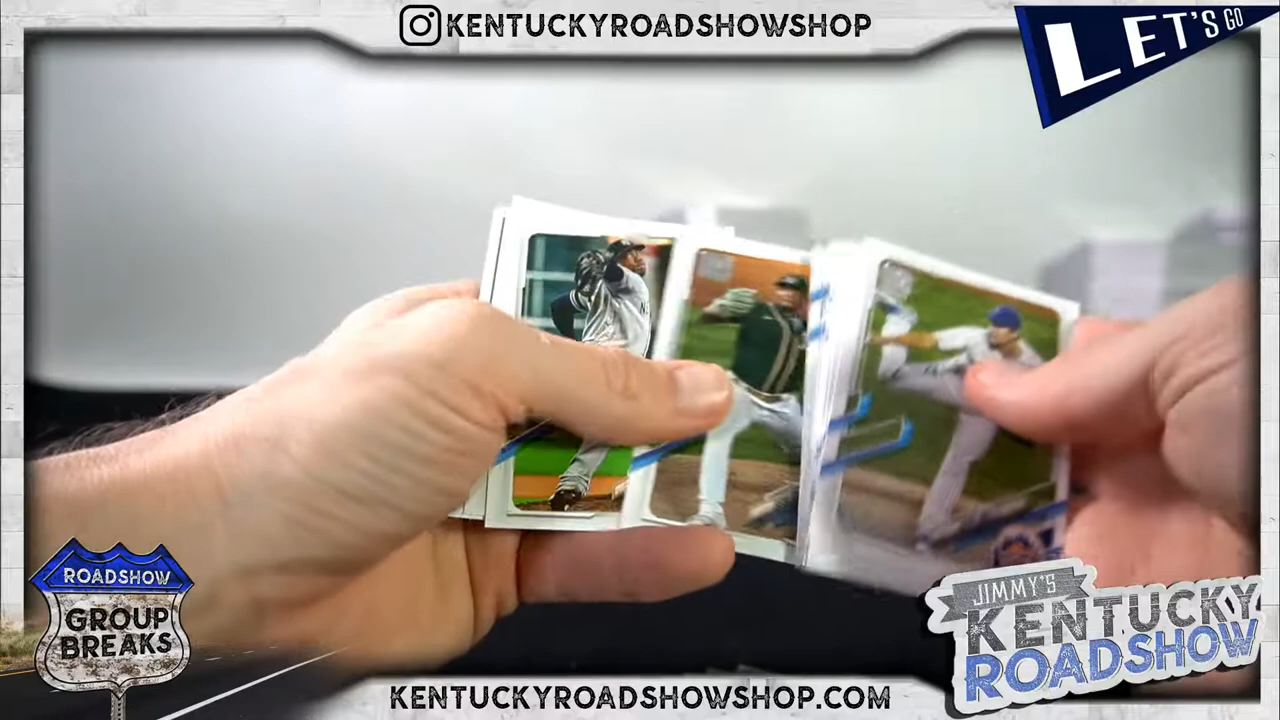 KENTUCKYROADSHOWSHOP
LET'S GO
ROADSHOW
GROUP
BREAKS
JIMMY'S
KENTUCKY
ROADSHOW
KENTUCKYROADSHOWSHOP.COM